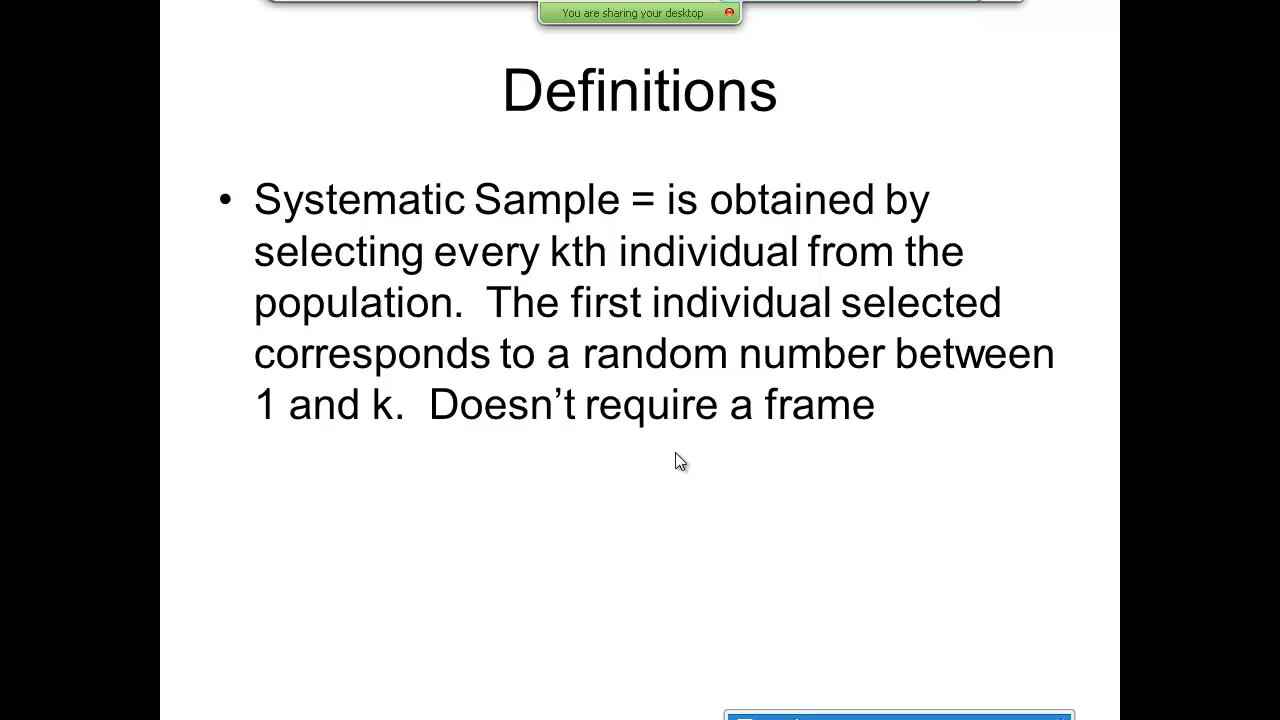 You are sharing your desktop
Definitions
• Systematic Sample = is obtained by
selecting every kth individual from the
population.  The first individual selected
corresponds to a random number between
1 and k.  Doesn’t require a frame